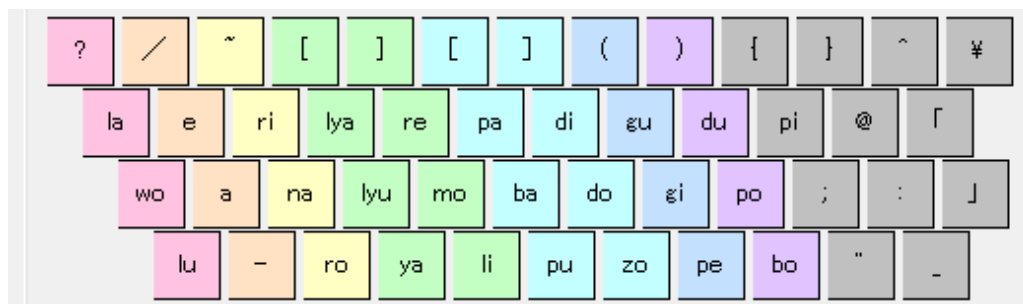 ? ／ ~ [ ] [ ] ( ) { } ^ ¥
la e ri lya re pa di gu du pi @ 「
wo a na lyu mo ba do gi po ; : 」
lu - ro ya li pu zo pe bo " _